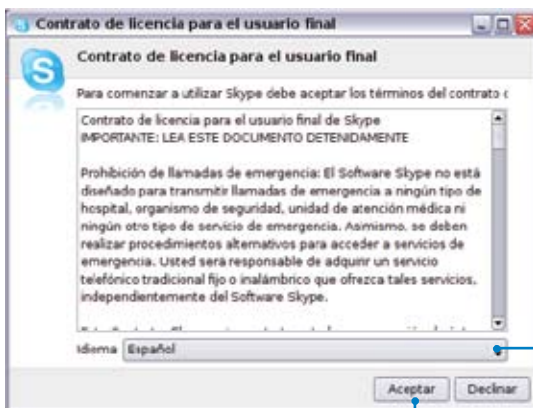 Contrato de licencia para el usuario final
Contrato de licencia para el usuario final
Para comenzar a utilizar Skype debe aceptar los términos del contrato
Contrato de licencia para el usuario final de Skype
IMPORTANTE: LEA ESTE DOCUMENTO DETENIDAMENTE
Prohibición de llamadas de emergencia: El Software Skype no está
diseñado para transmitir llamadas de emergencia a ningún tipo de
hospital, organismo de seguridad, unidad de atención médica ni
ningún otro tipo de servicio de emergencia. Asimismo, se deben
realizar procedimientos alternativos para acceder a servicios de
emergencia. Usted será responsable de adquirir un servicio
telefónico tradicional fijo o inalámbrico que ofrezca tales servicios,
independientemente del Software Skype.
Idioma Español
Aceptar Declinar